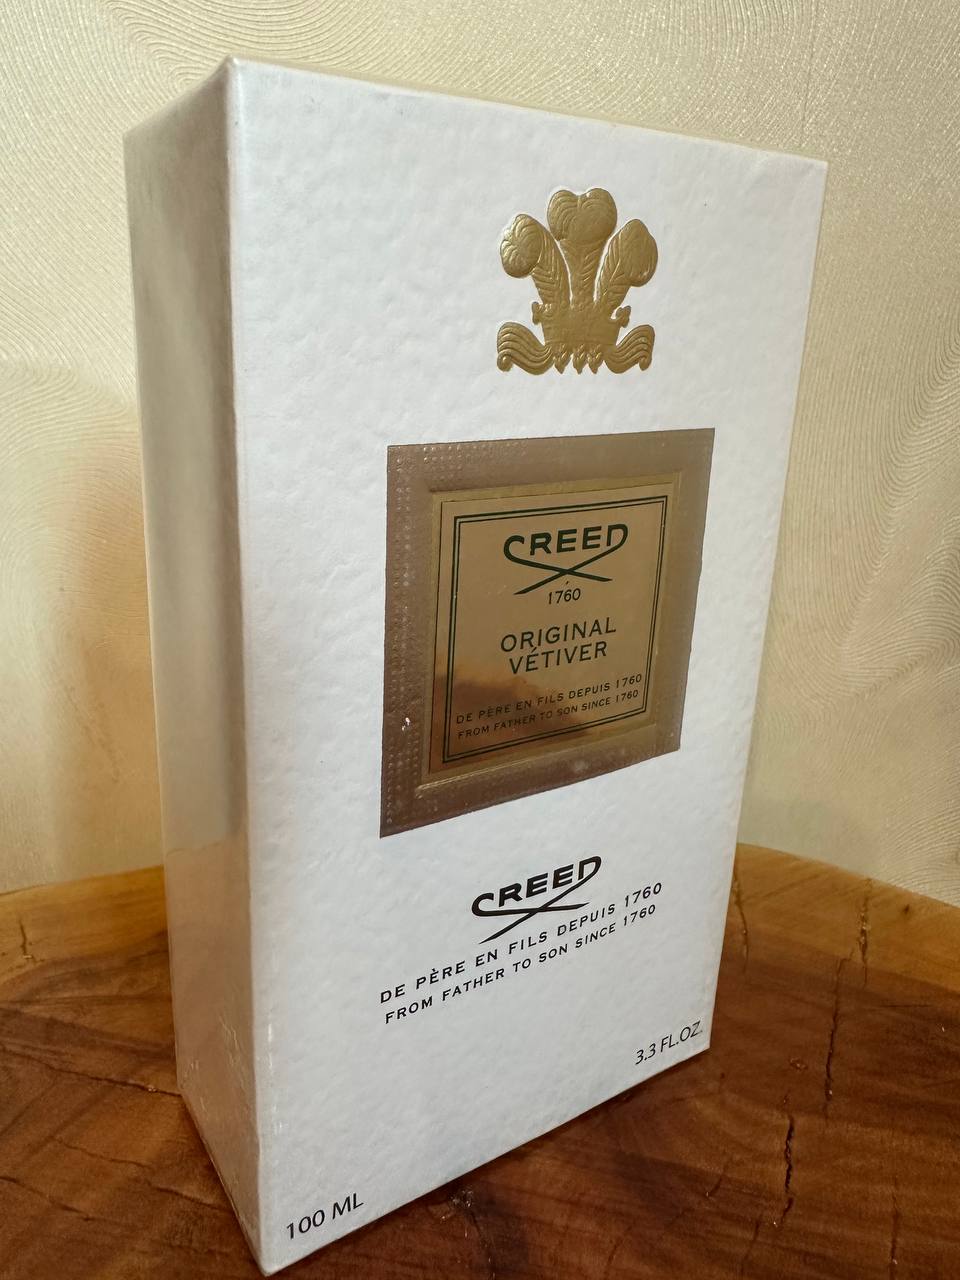 CREED
1760
ORIGINAL
VÉTIVER
DE PÈRE EN FILS DEPUIS 1760
FROM FATHER TO SON SINCE 1760
CREED
DE PÈRE EN FILS DEPUIS 1760
FROM FATHER TO SON SINCE 1760
3.3 FL.OZ.
100 ML